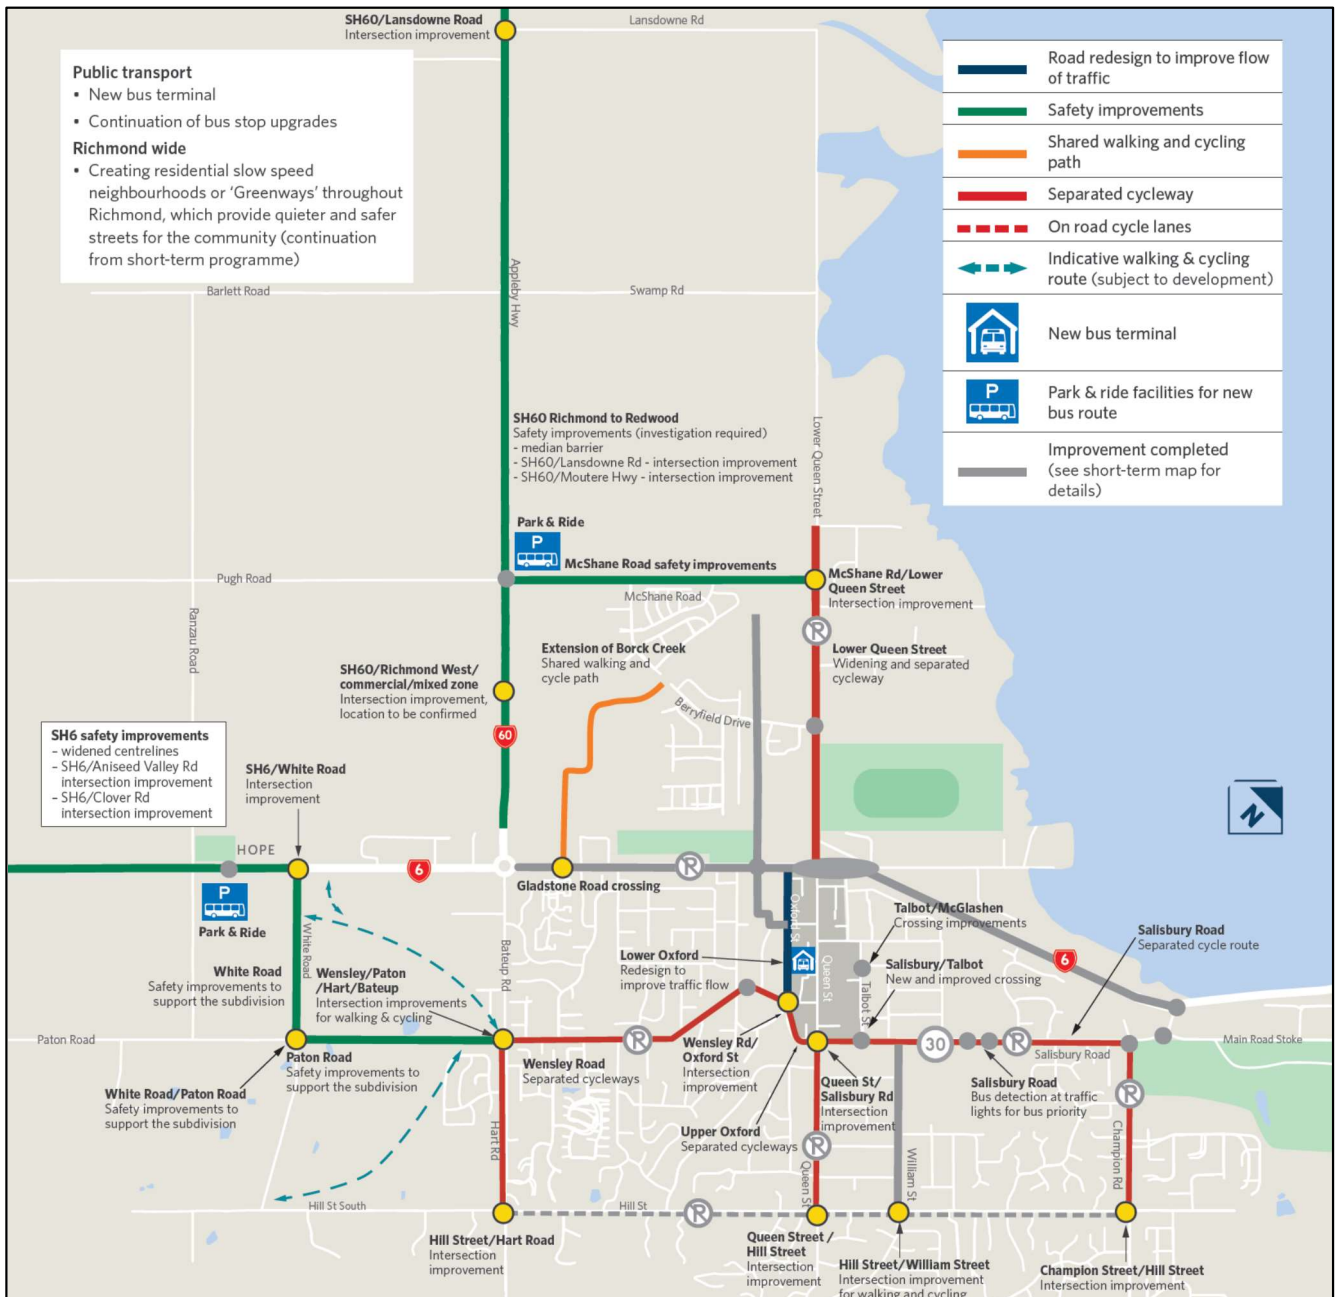 SH60/Lansdowne Road
Intersection improvement
Lansdowne Rd
Public transport
• New bus terminal
• Continuation of bus stop upgrades
Richmond wide
• Creating residential slow speed
neighbourhoods or ‘Greenways’ throughout
Richmond, which provide quieter and safer
streets for the community (continuation
from short-term programme)
Road redesign to improve flow
of traffic
Safety improvements
Shared walking and cycling
path
Separated cycleway
On road cycle lanes
Indicative walking & cycling
route (subject to development)
New bus terminal
P
Park & ride facilities for new
bus route
Improvement completed
(see short-term map for
details)
Barlett Road
Appleby Hwy
Swamp Rd
SH60 Richmond to Redwood
Safety improvements (investigation required)
- median barrier
- SH60/Lansdowne Rd - intersection improvement
- SH60/Moutere Hwy - intersection improvement
Lower Queen Street
Park & Ride
P
McShane Road safety improvements
Pugh Road
McShane Road
McShane Rd/Lower
Queen Street
Intersection improvement
Ranzau Road
P
Extension of Borck Creek
Shared walking and
cycle path
Lower Queen Street
Widening and separated
cycleway
SH60/Richmond West/
commercial/mixed zone
Intersection improvement,
location to be confirmed
Berryfield Drive
60
SH6 safety improvements
– widened centrelines
– SH6/Aniseed Valley Rd
intersection improvement
– SH6/Clover Rd
intersection improvement
SH6/White Road
Intersection
improvement
N
HOPE
6
P
Gladstone Road crossing
P
Park & Ride
White Road
Bateup Rd
Oxford St
Queen St
Talbot/McGlashen
Crossing improvements
Talbot St
Salisbury Road
Separated cycle route
6
Lower Oxford
Redesign to
improve traffic flow
Salisbury/Talbot
New and improved crossing
White Road
Safety improvements to
support the subdivision
Wensley/Paton
/Hart/Bateup
Intersection improvements
for walking & cycling
Paton Road
P
Wensley Rd/
Oxford St
Intersection
improvement
30
P
Salisbury Road
Main Road Stoke
Paton Road
Safety improvements to
support the subdivision
Wensley Road
Separated cycleways
White Road/Paton Road
Safety improvements to
support the subdivision
Queen St/
Salisbury Rd
Intersection
improvement
Salisbury Road
Bus detection at traffic
lights for bus priority
P
Upper Oxford
Separated cycleways
P
Hart Rd
Queen St
William St
Champion Rd
Hill St South
Hill St
P
Hill Street/Hart Road
Intersection
improvement
Queen Street /
Hill Street
Intersection
improvement
Hill Street/William Street
Intersection improvement
for walking and cycling
Champion Street/Hill Street
Intersection improvement